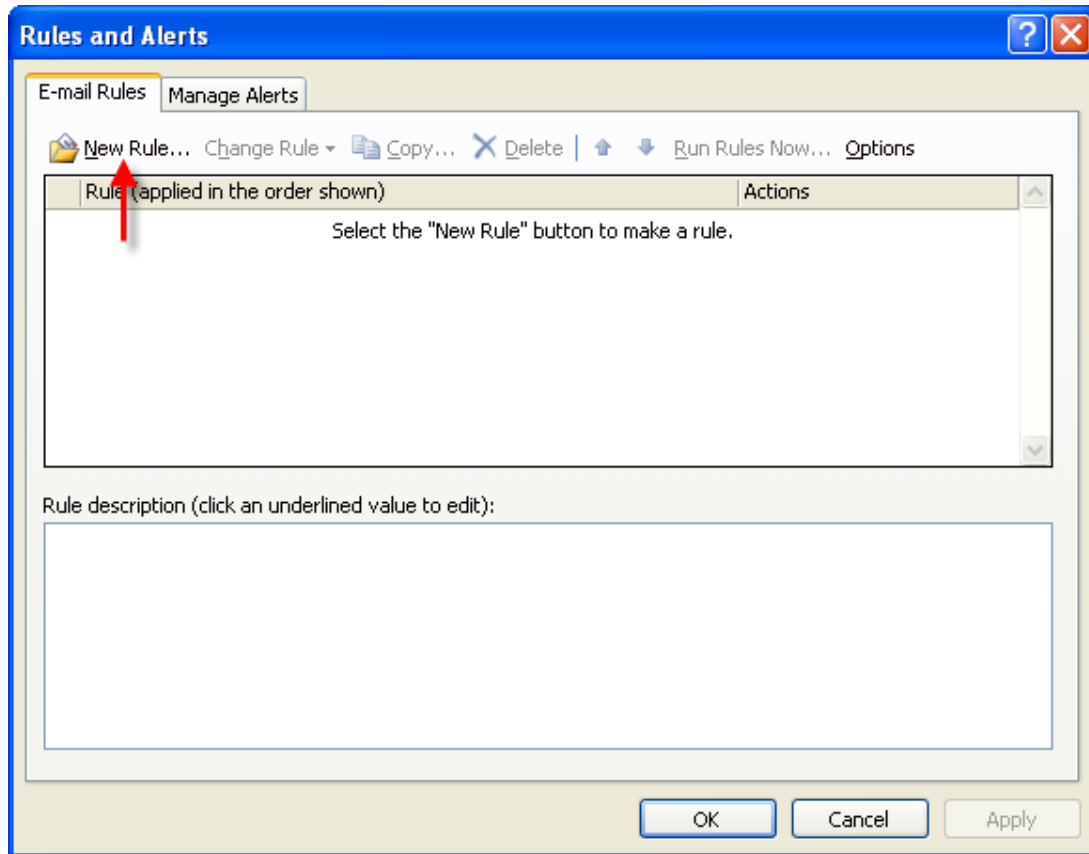 Rules and Alerts
E-mail Rules Manage Alerts
New Rule... Change Rule Copy... Delete Run Rules Now... Options
Rule (applied in the order shown) Actions
Select the "New Rule" button to make a rule.
Rule description (click an underlined value to edit):
OK Cancel Apply